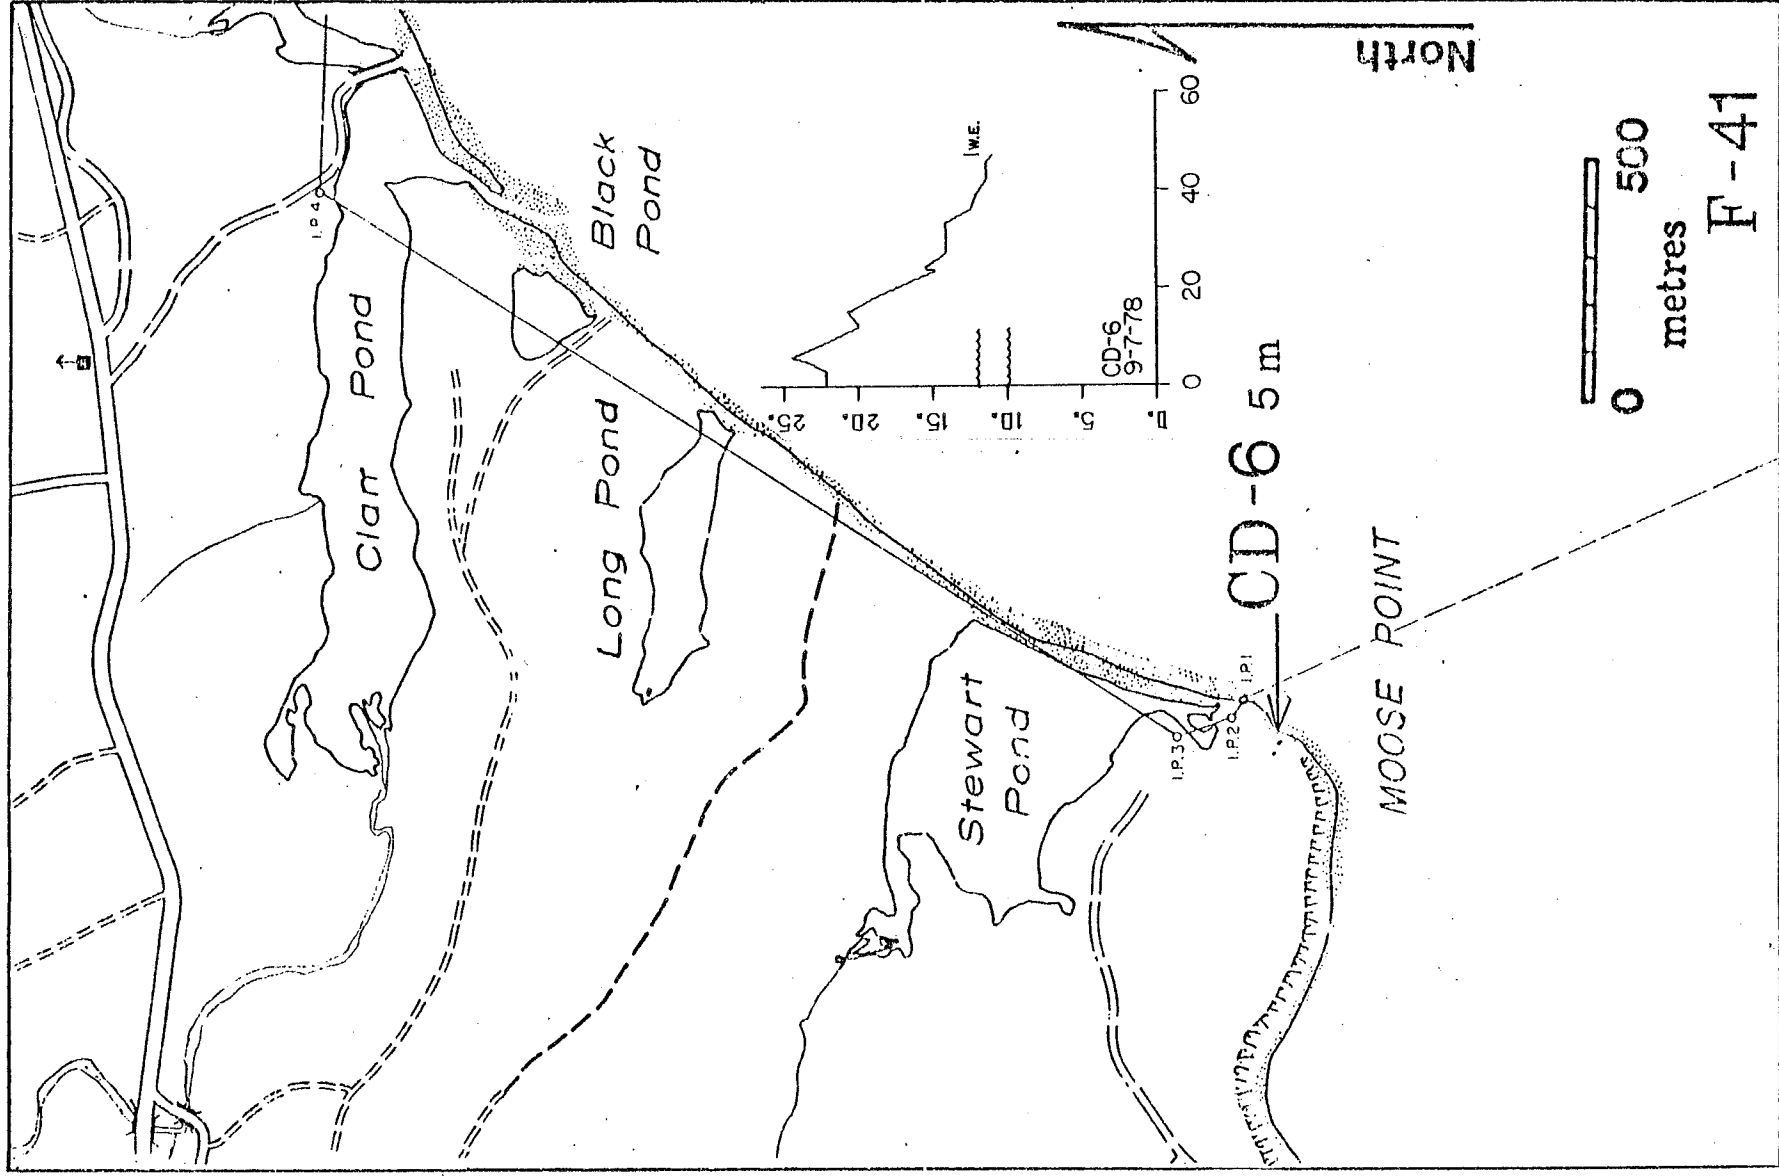 North
I.P.4
Clam Pond
Black
Pond
Long Pond
Stewart
Pond
I.P.3
I.P.2
I.P.1
MOOSE POINT
CD-6 5 m
W.E.
CD-6
9-7-78
25.
20.
15.
10.
5.
0.
0
20
40
60
0
500
metres
F-41